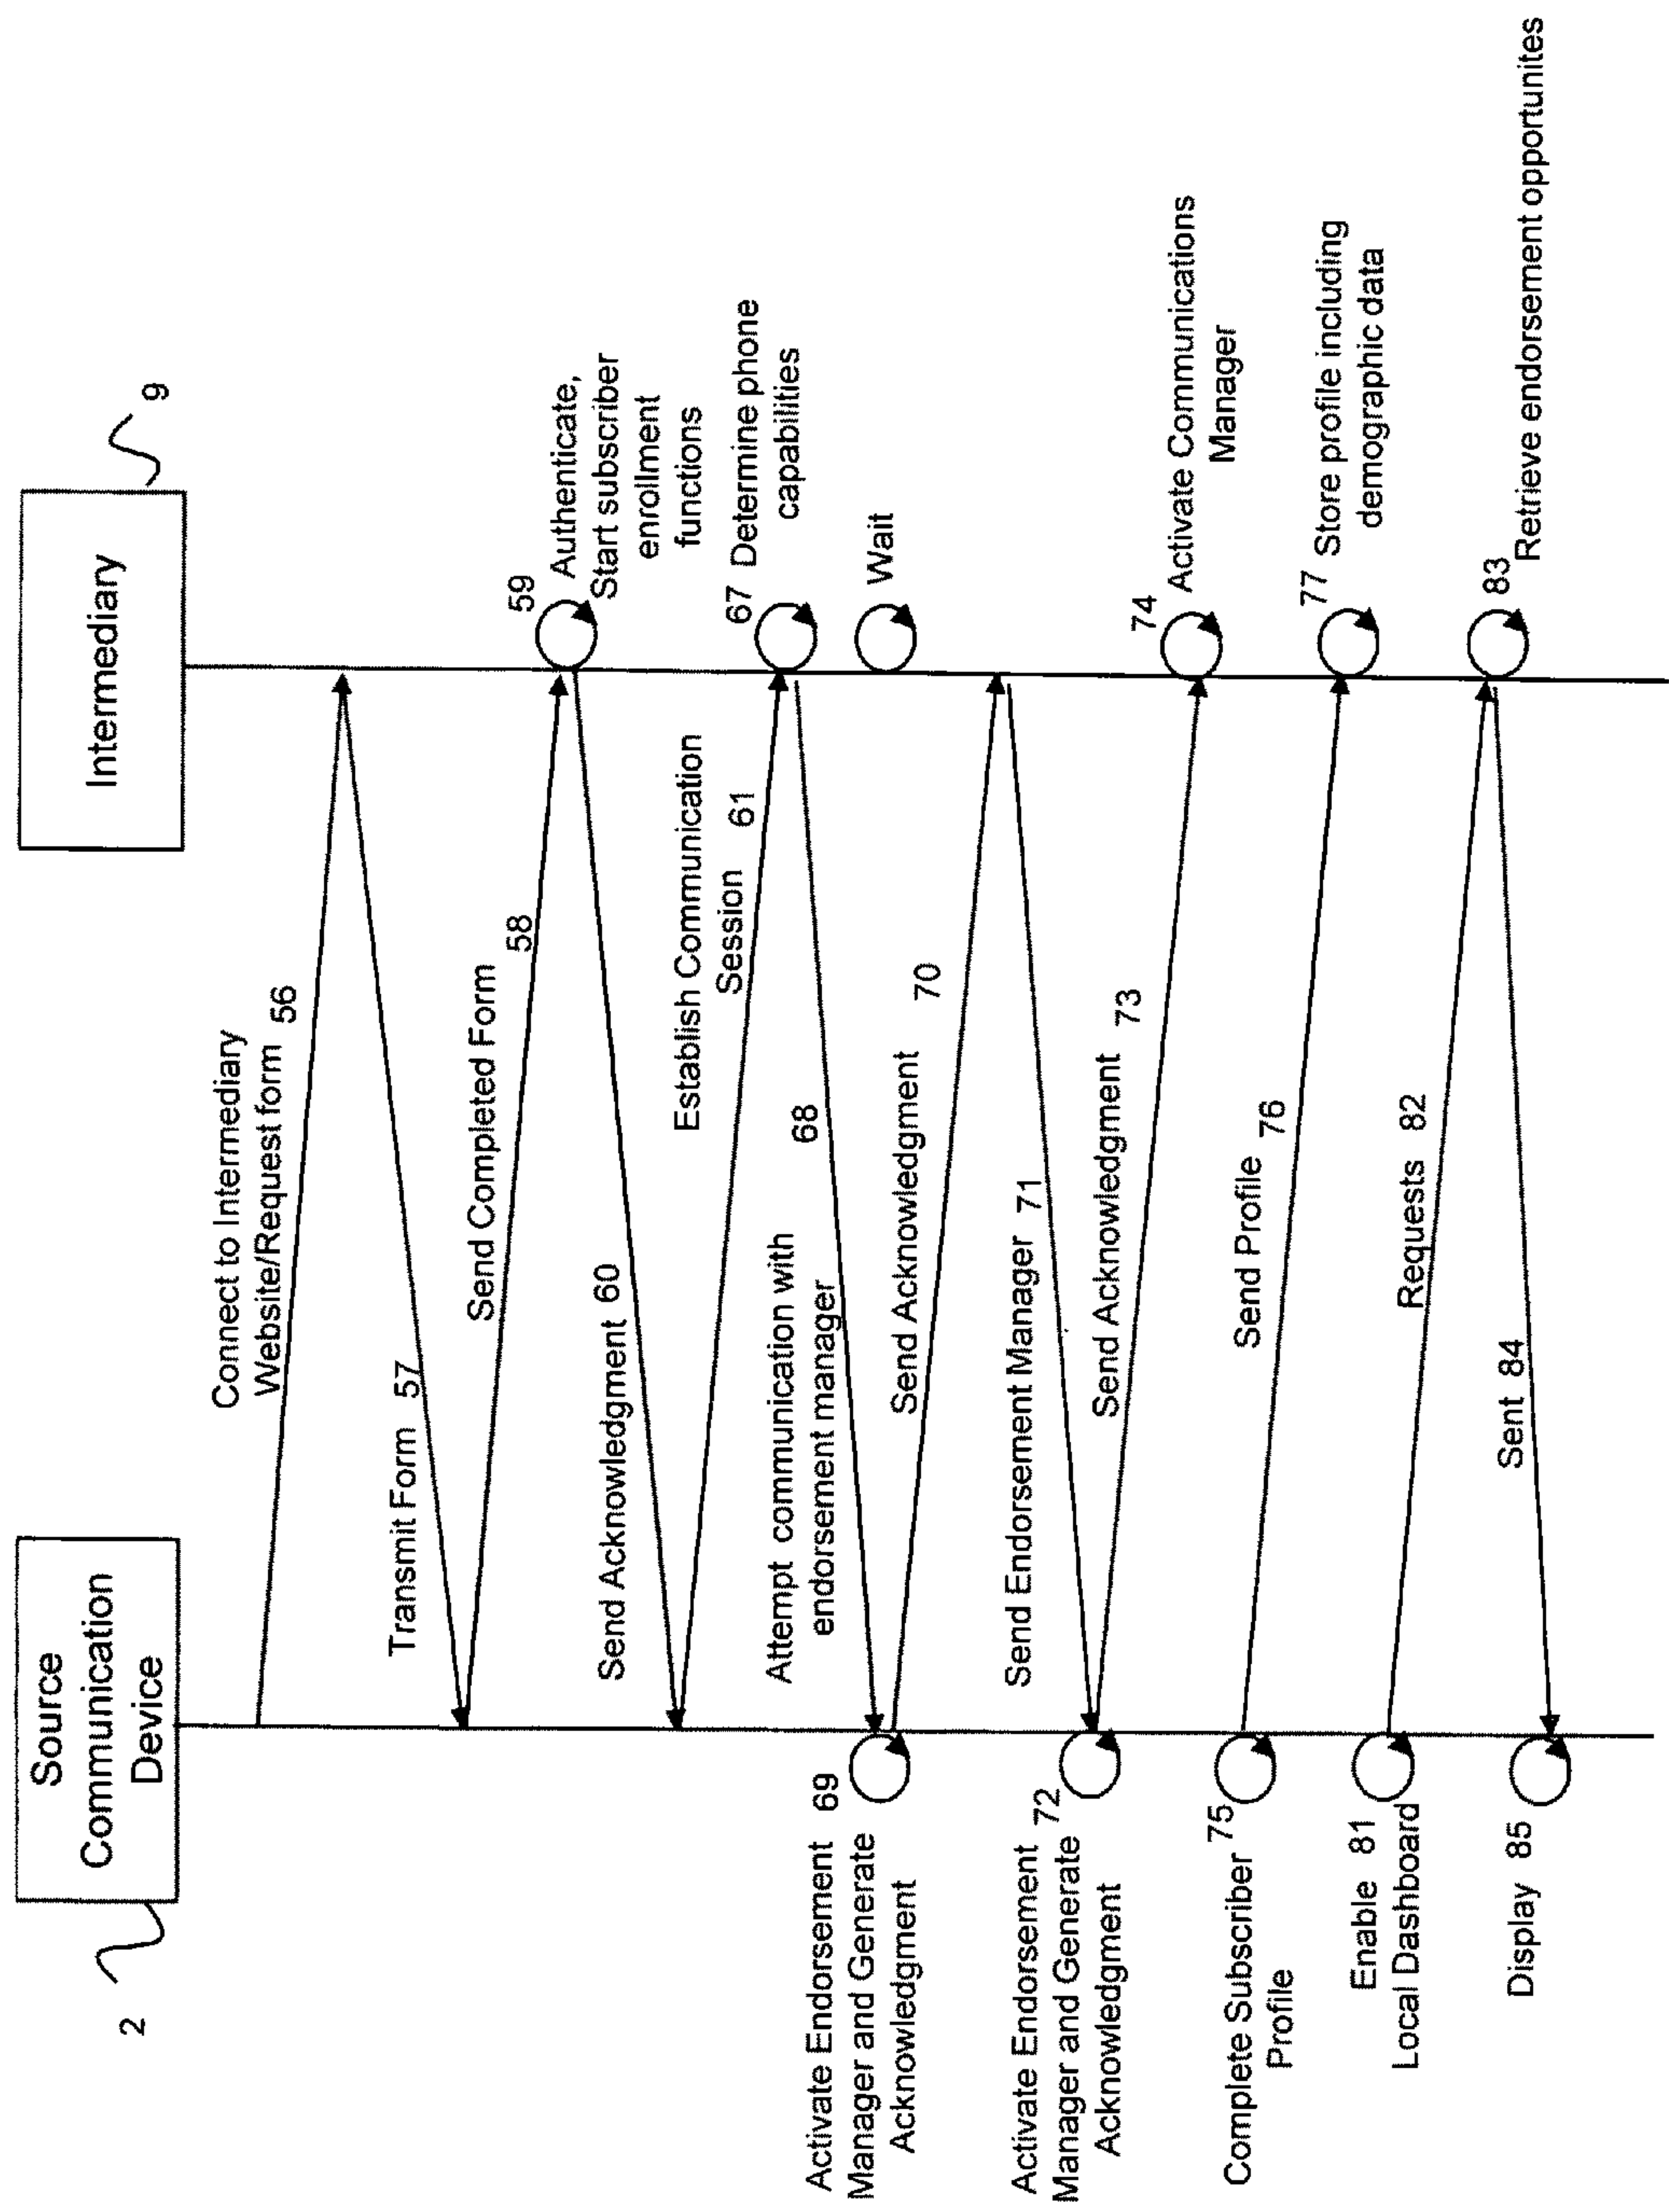 Source
Communication
Device
2
Intermediary
9
Connect to Intermediary
Website/Request form 56
Transmit Form 57
Send Completed Form
58
59
Authenticate,
Start subscriber
enrollment
functions
Send Acknowledgment 60
Establish Communication
Session 61
67 Determine phone
capabilities
Attempt communication with
endorsement manager
68
Wait
Activate Endorsement 69
Manager and Generate
Acknowledgment
Send Acknowledgment 70
Send Endorsement Manager 71
Activate Endorsement 72
Manager and Generate
Acknowledgment
Send Acknowledgment 73
74
Activate Communications
Manager
Complete Subscriber 75
Profile
Send Profile 76
77 Store profile including
demographic data
Enable 81
Local Dashboard
Requests 82
83
Retrieve endorsement opportunites
Sent 84
Display 85